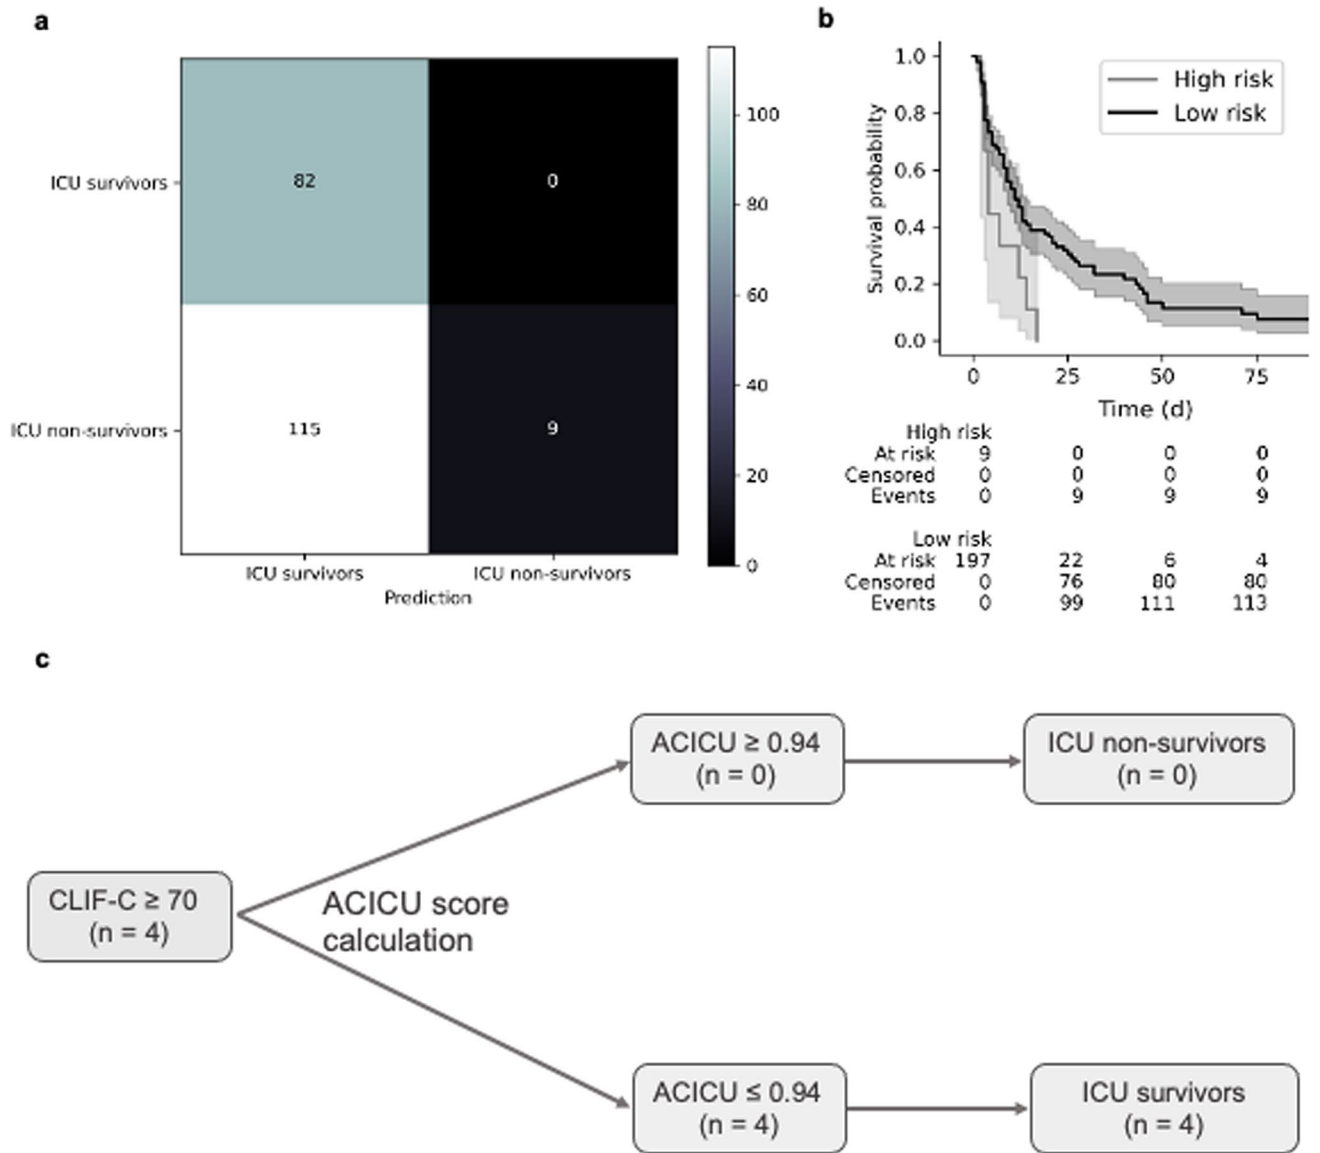 a
ICU survivors
82
0
ICU non-survivors
115
9
ICU survivors
ICU non-survivors
Prediction
100
80
60
40
20
0
b
High risk
Low risk
Survival probability
1.0
0.8
0.6
0.4
0.2
0.0
0 25 50 75
Time (d)
High risk
At risk 9 0 0 0
Censored 0 0 0 0
Events 0 9 9 9
Low risk
At risk 197 22 6 4
Censored 0 76 80 80
Events 0 99 111 113
c
CLIF-C ≥ 70
(n = 4)
ACICU score
calculation
ACICU ≥ 0.94
(n = 0)
ICU non-survivors
(n = 0)
ACICU ≤ 0.94
(n = 4)
ICU survivors
(n = 4)